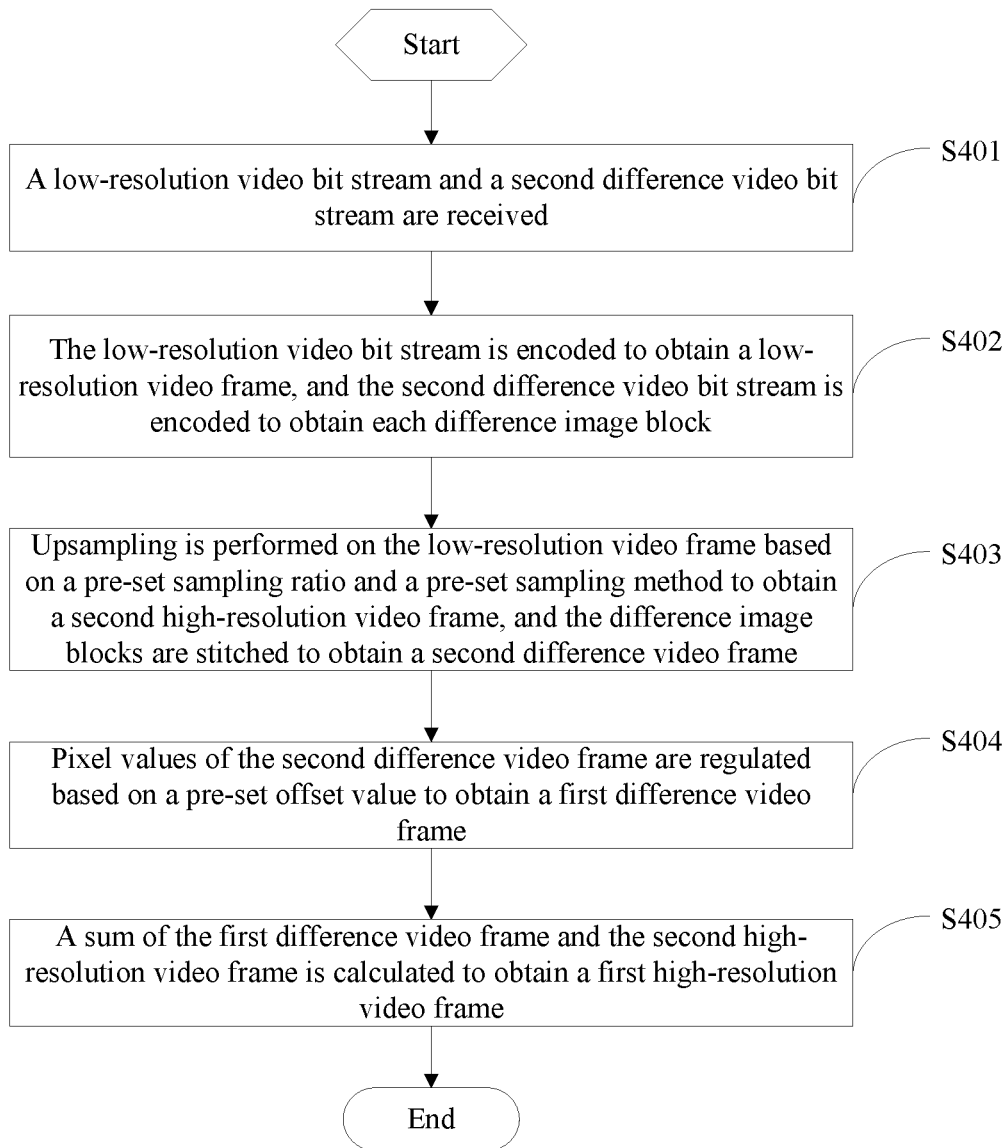 Start
S401
A low-resolution video bit stream and a second difference video bit
stream are received
S402
The low-resolution video bit stream is encoded to obtain a low-
resolution video frame, and the second difference video bit stream is
encoded to obtain each difference image block
S403
Upsampling is performed on the low-resolution video frame based
on a pre-set sampling ratio and a pre-set sampling method to obtain
a second high-resolution video frame, and the difference image
blocks are stitched to obtain a second difference video frame
S404
Pixel values of the second difference video frame are regulated
based on a pre-set offset value to obtain a first difference video
frame
S405
A sum of the first difference video frame and the second high-
resolution video frame is calculated to obtain a first high-resolution
video frame
End